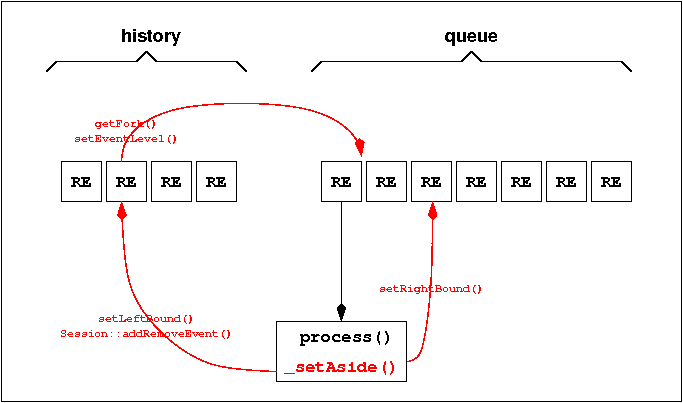 history
queue
getFork()
setEventLevel()
RE RE RE RE
RE RE RE RE RE RE RE
setRightBound()
setLeftBound()
Session::addRemoveEvent()
process()
_setAside()